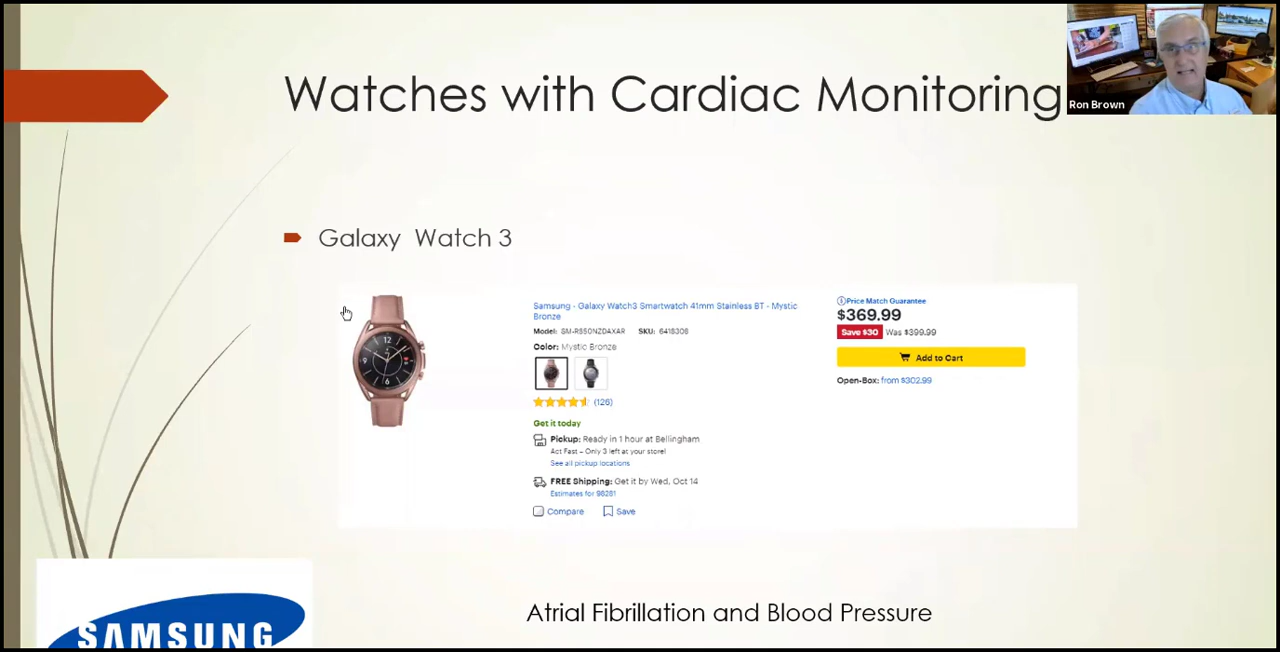 Watches with Cardiac Monitoring
Ron Brown
Galaxy Watch 3
Samsung - Galaxy Watch3 Smartwatch 41mm Stainless BT - Mystic
Bronze
Model: SM-R850NZDAXAR SKU: 6418306
Color: Mystic Bronze
(126)
Get it today
Pickup: Ready in 1 hour at Bellingham
Act Fast – Only 3 left at your store!
See all pickup locations
FREE Shipping: Get it by Wed, Oct 14
Estimates for 98281
Compare Save
Price Match Guarantee
$369.99
Save $30 Was $399.99
Add to Cart
Open-Box: from $302.99
SAMSUNG
Atrial Fibrillation and Blood Pressure